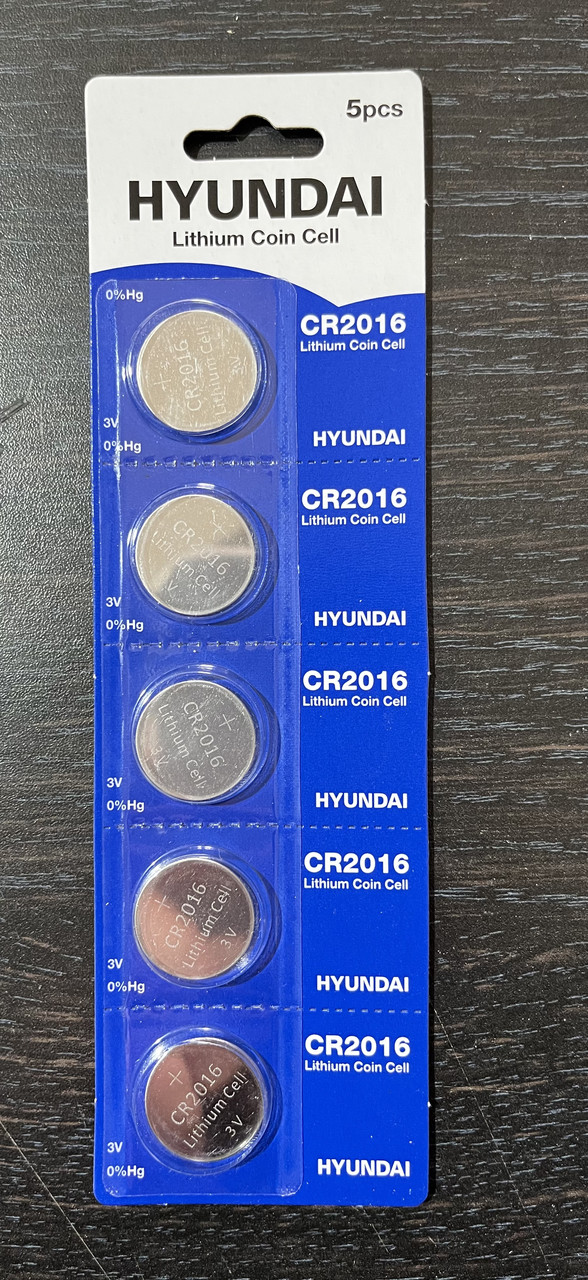 5pcs
HYUNDAI
Lithium Coin Cell
0%Hg
CR2016
Lithium Coin Cell
+
CR2016
Lithium Cell
3V
3V
0%Hg
HYUNDAI
CR2016
Lithium Coin Cell
+
CR2016
Lithium Cell
V
3V
0%Hg
HYUNDAI
CR2016
Lithium Coin Cell
+
CR2016
Lithium Cell
3V
3V
0%Hg
HYUNDAI
CR2016
Lithium Coin Cell
+
CR2016
Lithium Cell
3V
3V
0%Hg
HYUNDAI
CR2016
Lithium Coin Cell
+
CR2016
Lithium Cell
3V
3V
0%Hg
HYUNDAI